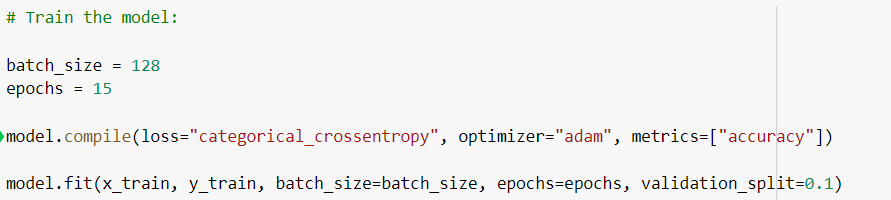 # Train the model:
batch_size = 128
epochs = 15
model.compile(loss="categorical_crossentropy", optimizer="adam", metrics=["accuracy"])
model.fit(x_train, y_train, batch_size=batch_size, epochs=epochs, validation_split=0.1)